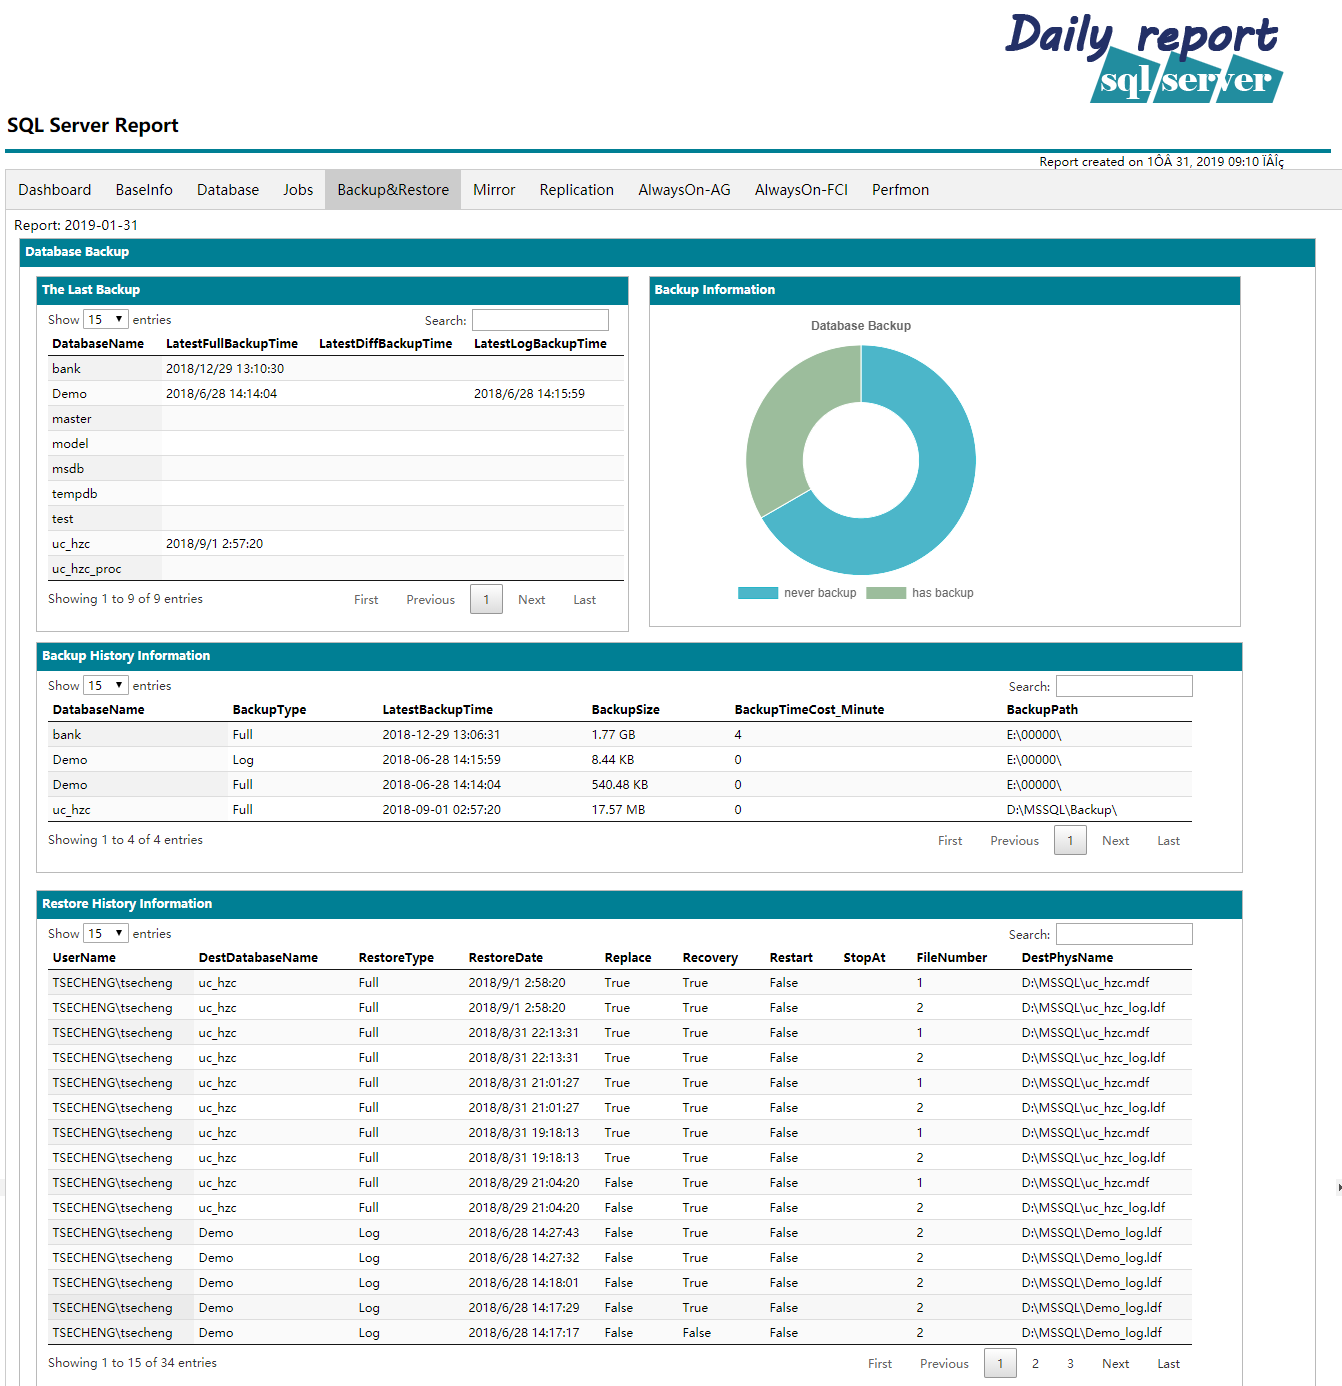 Daily report
sql server
SQL Server Report
Report created on 1ÔÂ 31, 2019 09:10 ÏÂÎç
Dashboard BaseInfo Database Jobs Backup&Restore Mirror Replication AlwaysOn-AG AlwaysOn-FCI Perfmon
Report: 2019-01-31
Database Backup
The Last Backup
Show 15 entries Search:
DatabaseName LatestFullBackupTime LatestDiffBackupTime LatestLogBackupTime
bank 2018/12/29 13:10:30
Demo 2018/6/28 14:14:04 2018/6/28 14:15:59
master
model
msdb
tempdb
test
uc_hzc 2018/9/1 2:57:20
uc_hzc_proc
Showing 1 to 9 of 9 entries First Previous 1 Next Last
Backup Information
Database Backup
never backup has backup
Backup History Information
Show 15 entries Search:
DatabaseName BackupType LatestBackupTime BackupSize BackupTimeCost_Minute BackupPath
bank Full 2018-12-29 13:06:31 1.77 GB 4 E:\00000\
Demo Log 2018-06-28 14:15:59 8.44 KB 0 E:\00000\
Demo Full 2018-06-28 14:14:04 540.48 KB 0 E:\00000\
uc_hzc Full 2018-09-01 02:57:20 17.57 MB 0 D:\MSSQL\Backup\
Showing 1 to 4 of 4 entries First Previous 1 Next Last
Restore History Information
Show 15 entries Search:
UserName DestDatabaseName RestoreType RestoreDate Replace Recovery Restart StopAt FileNumber DestPhysName
TSECHENG\tsecheng uc_hzc Full 2018/9/1 2:58:20 True True False 1 D:\MSSQL\uc_hzc.mdf
TSECHENG\tsecheng uc_hzc Full 2018/9/1 2:58:20 True True False 2 D:\MSSQL\uc_hzc_log.ldf
TSECHENG\tsecheng uc_hzc Full 2018/8/31 22:13:31 True True False 1 D:\MSSQL\uc_hzc.mdf
TSECHENG\tsecheng uc_hzc Full 2018/8/31 22:13:31 True True False 2 D:\MSSQL\uc_hzc_log.ldf
TSECHENG\tsecheng uc_hzc Full 2018/8/31 21:01:27 True True False 1 D:\MSSQL\uc_hzc.mdf
TSECHENG\tsecheng uc_hzc Full 2018/8/31 21:01:27 True True False 2 D:\MSSQL\uc_hzc_log.ldf
TSECHENG\tsecheng uc_hzc Full 2018/8/31 19:18:13 True True False 1 D:\MSSQL\uc_hzc.mdf
TSECHENG\tsecheng uc_hzc Full 2018/8/31 19:18:13 True True False 2 D:\MSSQL\uc_hzc_log.ldf
TSECHENG\tsecheng uc_hzc Full 2018/8/29 21:04:20 False True False 1 D:\MSSQL\uc_hzc.mdf
TSECHENG\tsecheng uc_hzc Full 2018/8/29 21:04:20 False True False 2 D:\MSSQL\uc_hzc_log.ldf
TSECHENG\tsecheng Demo Log 2018/6/28 14:27:43 False True False 2 D:\MSSQL\Demo_log.ldf
TSECHENG\tsecheng Demo Log 2018/6/28 14:27:32 False True False 2 D:\MSSQL\Demo_log.ldf
TSECHENG\tsecheng Demo Log 2018/6/28 14:18:01 False True False 2 D:\MSSQL\Demo_log.ldf
TSECHENG\tsecheng Demo Log 2018/6/28 14:17:29 False True False 2 D:\MSSQL\Demo_log.ldf
TSECHENG\tsecheng Demo Log 2018/6/28 14:17:17 False False False 2 D:\MSSQL\Demo_log.ldf
Showing 1 to 15 of 34 entries First Previous 1 2 3 Next Last